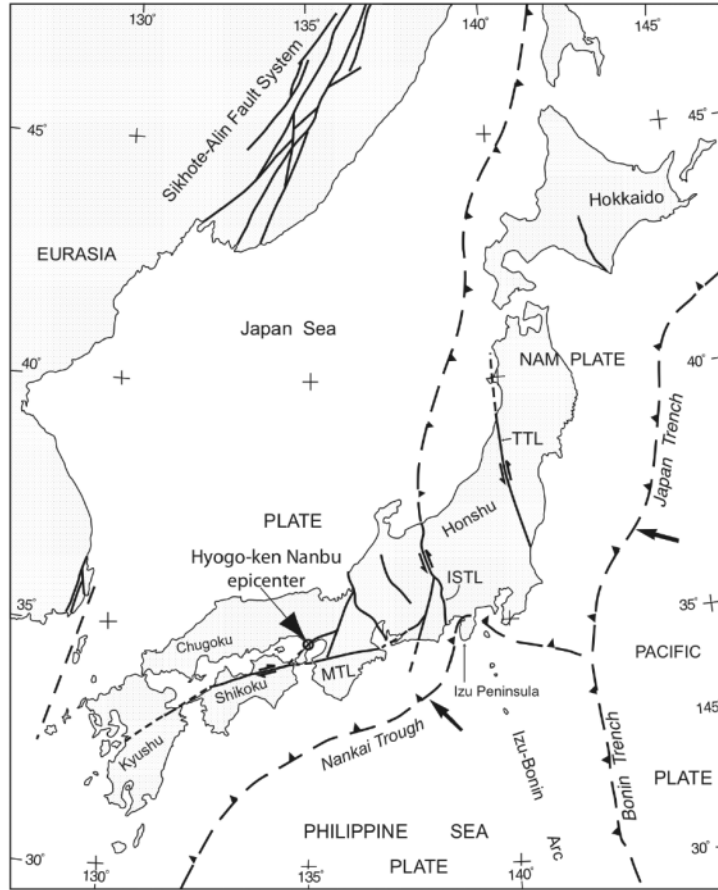 130°
135°
140°
145°
Sikhote-Alin Fault System
45°
45°
Hokkaido
EURASIA
Japan Sea
40°
NAM PLATE
40°
TTL
Japan Trench
PLATE
Honshu
Hyogo-ken Nanbu
epicenter
ISTL
35°
35°
Chugoku
PACIFIC
MTL
Shikoku
Izu Peninsula
145°
Kyushu
Nankai Trough
Izu-Bonin
Arc
Bonin Trench
PLATE
PHILIPPINE SEA
PLATE
30°
130°
135°
140°
30°